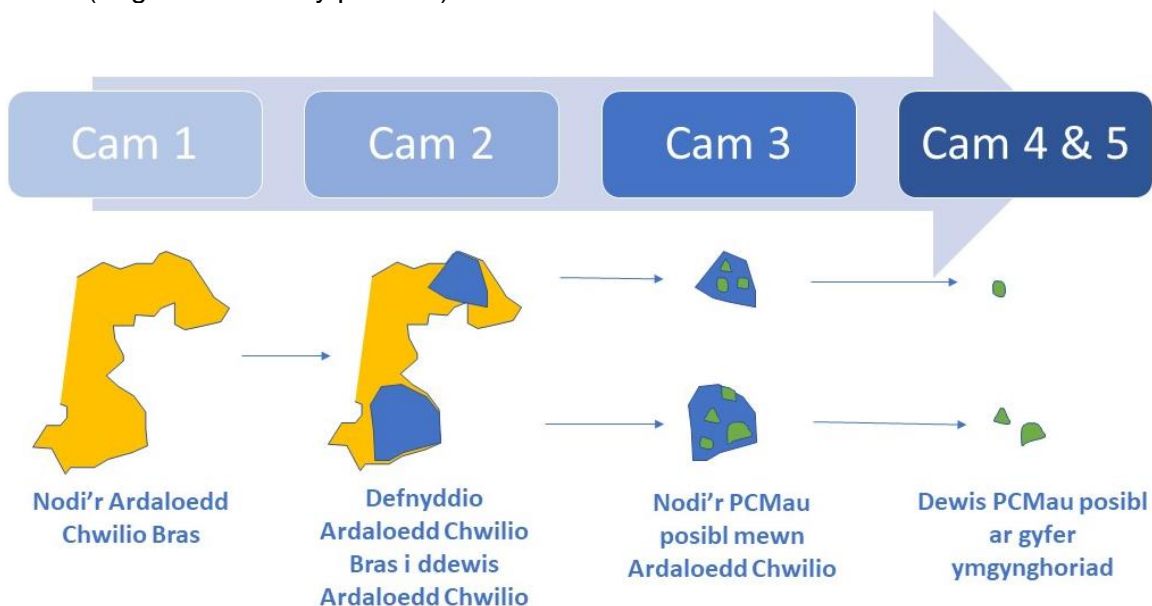 Cam 1
Cam 2
Cam 3
Cam 4 & 5
Nodi'r Ardaloedd
Chwilio Bras
Defnyddio
Ardaloedd Chwilio
Bras i ddewis
Ardaloedd Chwilio
Nodi'r PCMau
posibl mewn
Ardaloedd Chwilio
Dewis PCMau posibl
ar gyfer
ymgynghoriad